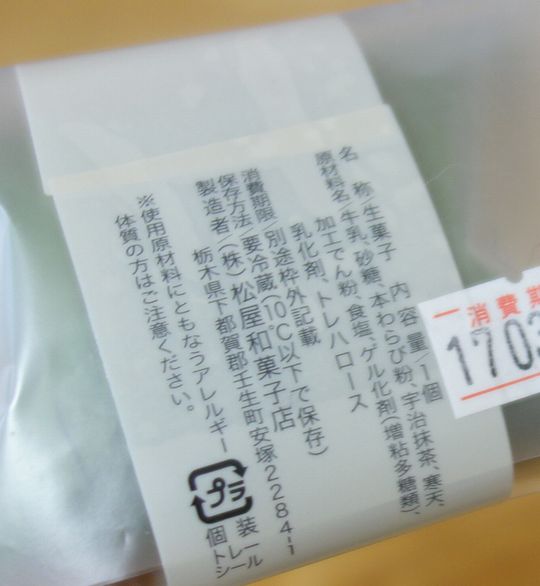 名　称/生菓子　内容量/1個
原材料名/牛乳、砂糖、本わらび粉、宇治抹茶、寒天、
加工でん粉、食塩、ゲル化剤(増粘多糖類)、
乳化剤、トレハロース
消費期限/別途枠外記載
保存方法/要冷蔵(10℃以下で保存)
製造者/(株)松屋和菓子店
栃木県下都賀郡壬生町安塚2284-1
※使用原材料にともなうアレルギー
体質の方はご注意ください。
プラ
装
個
トレー
シール
消費期
1703